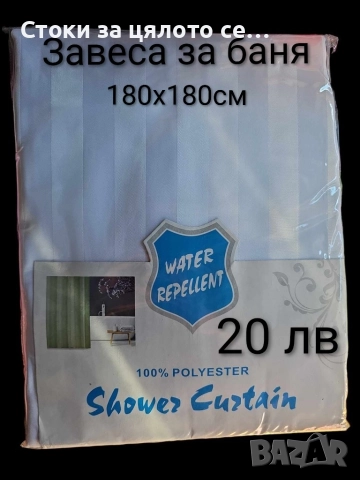 Стоки за цялото се...
Завеса за баня
180х180см
WATER
REPELLENT
20 лв
100% POLYESTER
Shower Curtain
BAZAR